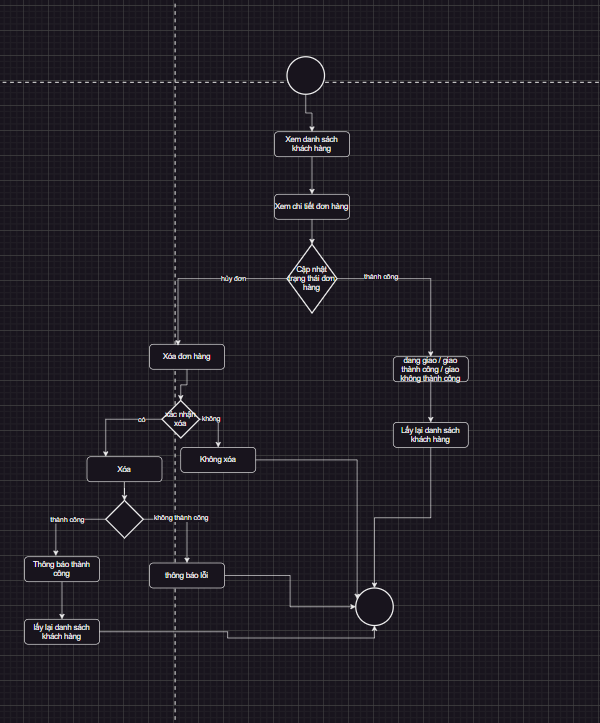 Xem danh sách
khách hàng
Xem chi tiết đơn hàng
Cập nhật
trạng thái đơn
hàng
hủy đơn
thành công
Xóa đơn hàng
đang giao / giao
thành công / giao
không thành công
xác nhận
xóa
có
không
Lấy lại danh sách
khách hàng
Xóa
Không xóa
thành công
không thành công
Thông báo thành
công
thông báo lỗi
lấy lại danh sách
khách hàng